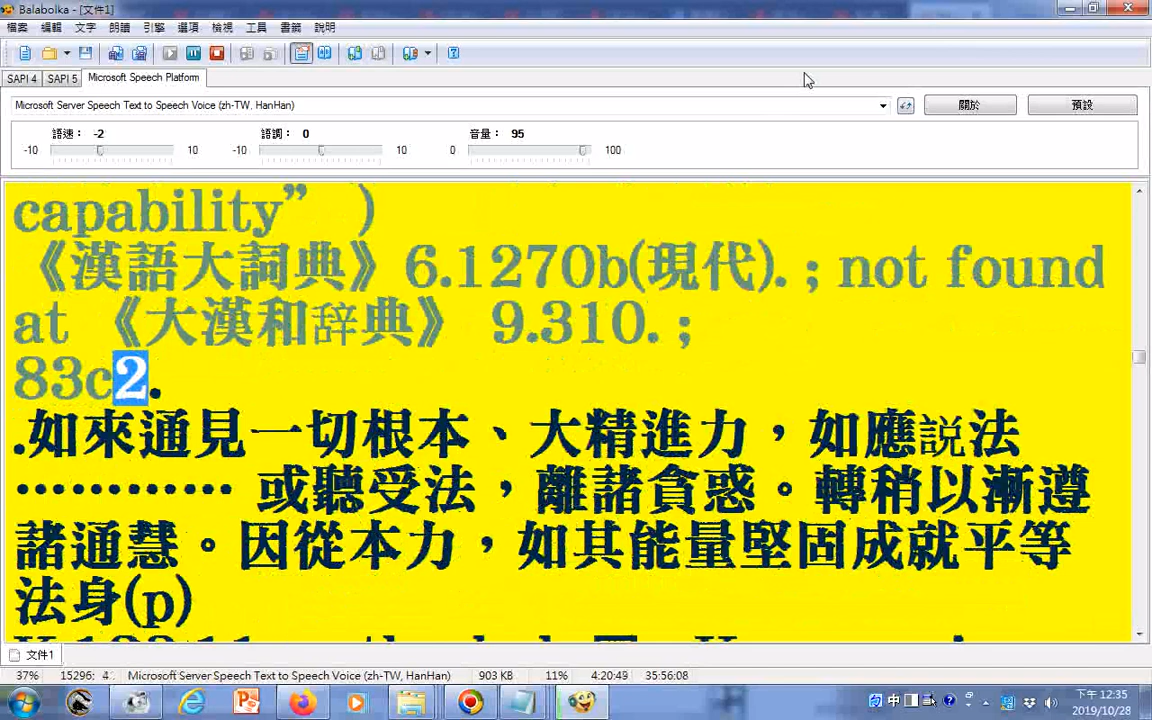 Balabolka - [文件1]
檔案 編輯 文字 朗讀 引擎 選項 檢視 工具 書籤 說明
SAPI 4 SAPI 5 Microsoft Speech Platform
Microsoft Server Speech Text to Speech Voice (zh-TW, HanHan) 關於 預設
語速： -2 語調： 0 音量： 95
-10 10 -10 10 0 100
capability” ）
《漢語大詞典》6.1270b(現代). ; not found
at 《大漢和辞典》 9.310. ;
83c2.
.如來通見一切根本、大精進力，如應説法
………… 或聽受法，離諸貪惑。轉稍以漸遵
諸通慧。因從本力，如其能量堅固成就平等
法身(p)
文件1
37% 15296: Microsoft Server Speech Text to Speech Voice (zh-TW, HanHan) 903 KB 11% 4:20:49 35:56:08
中 下午 12:35
2019/10/28